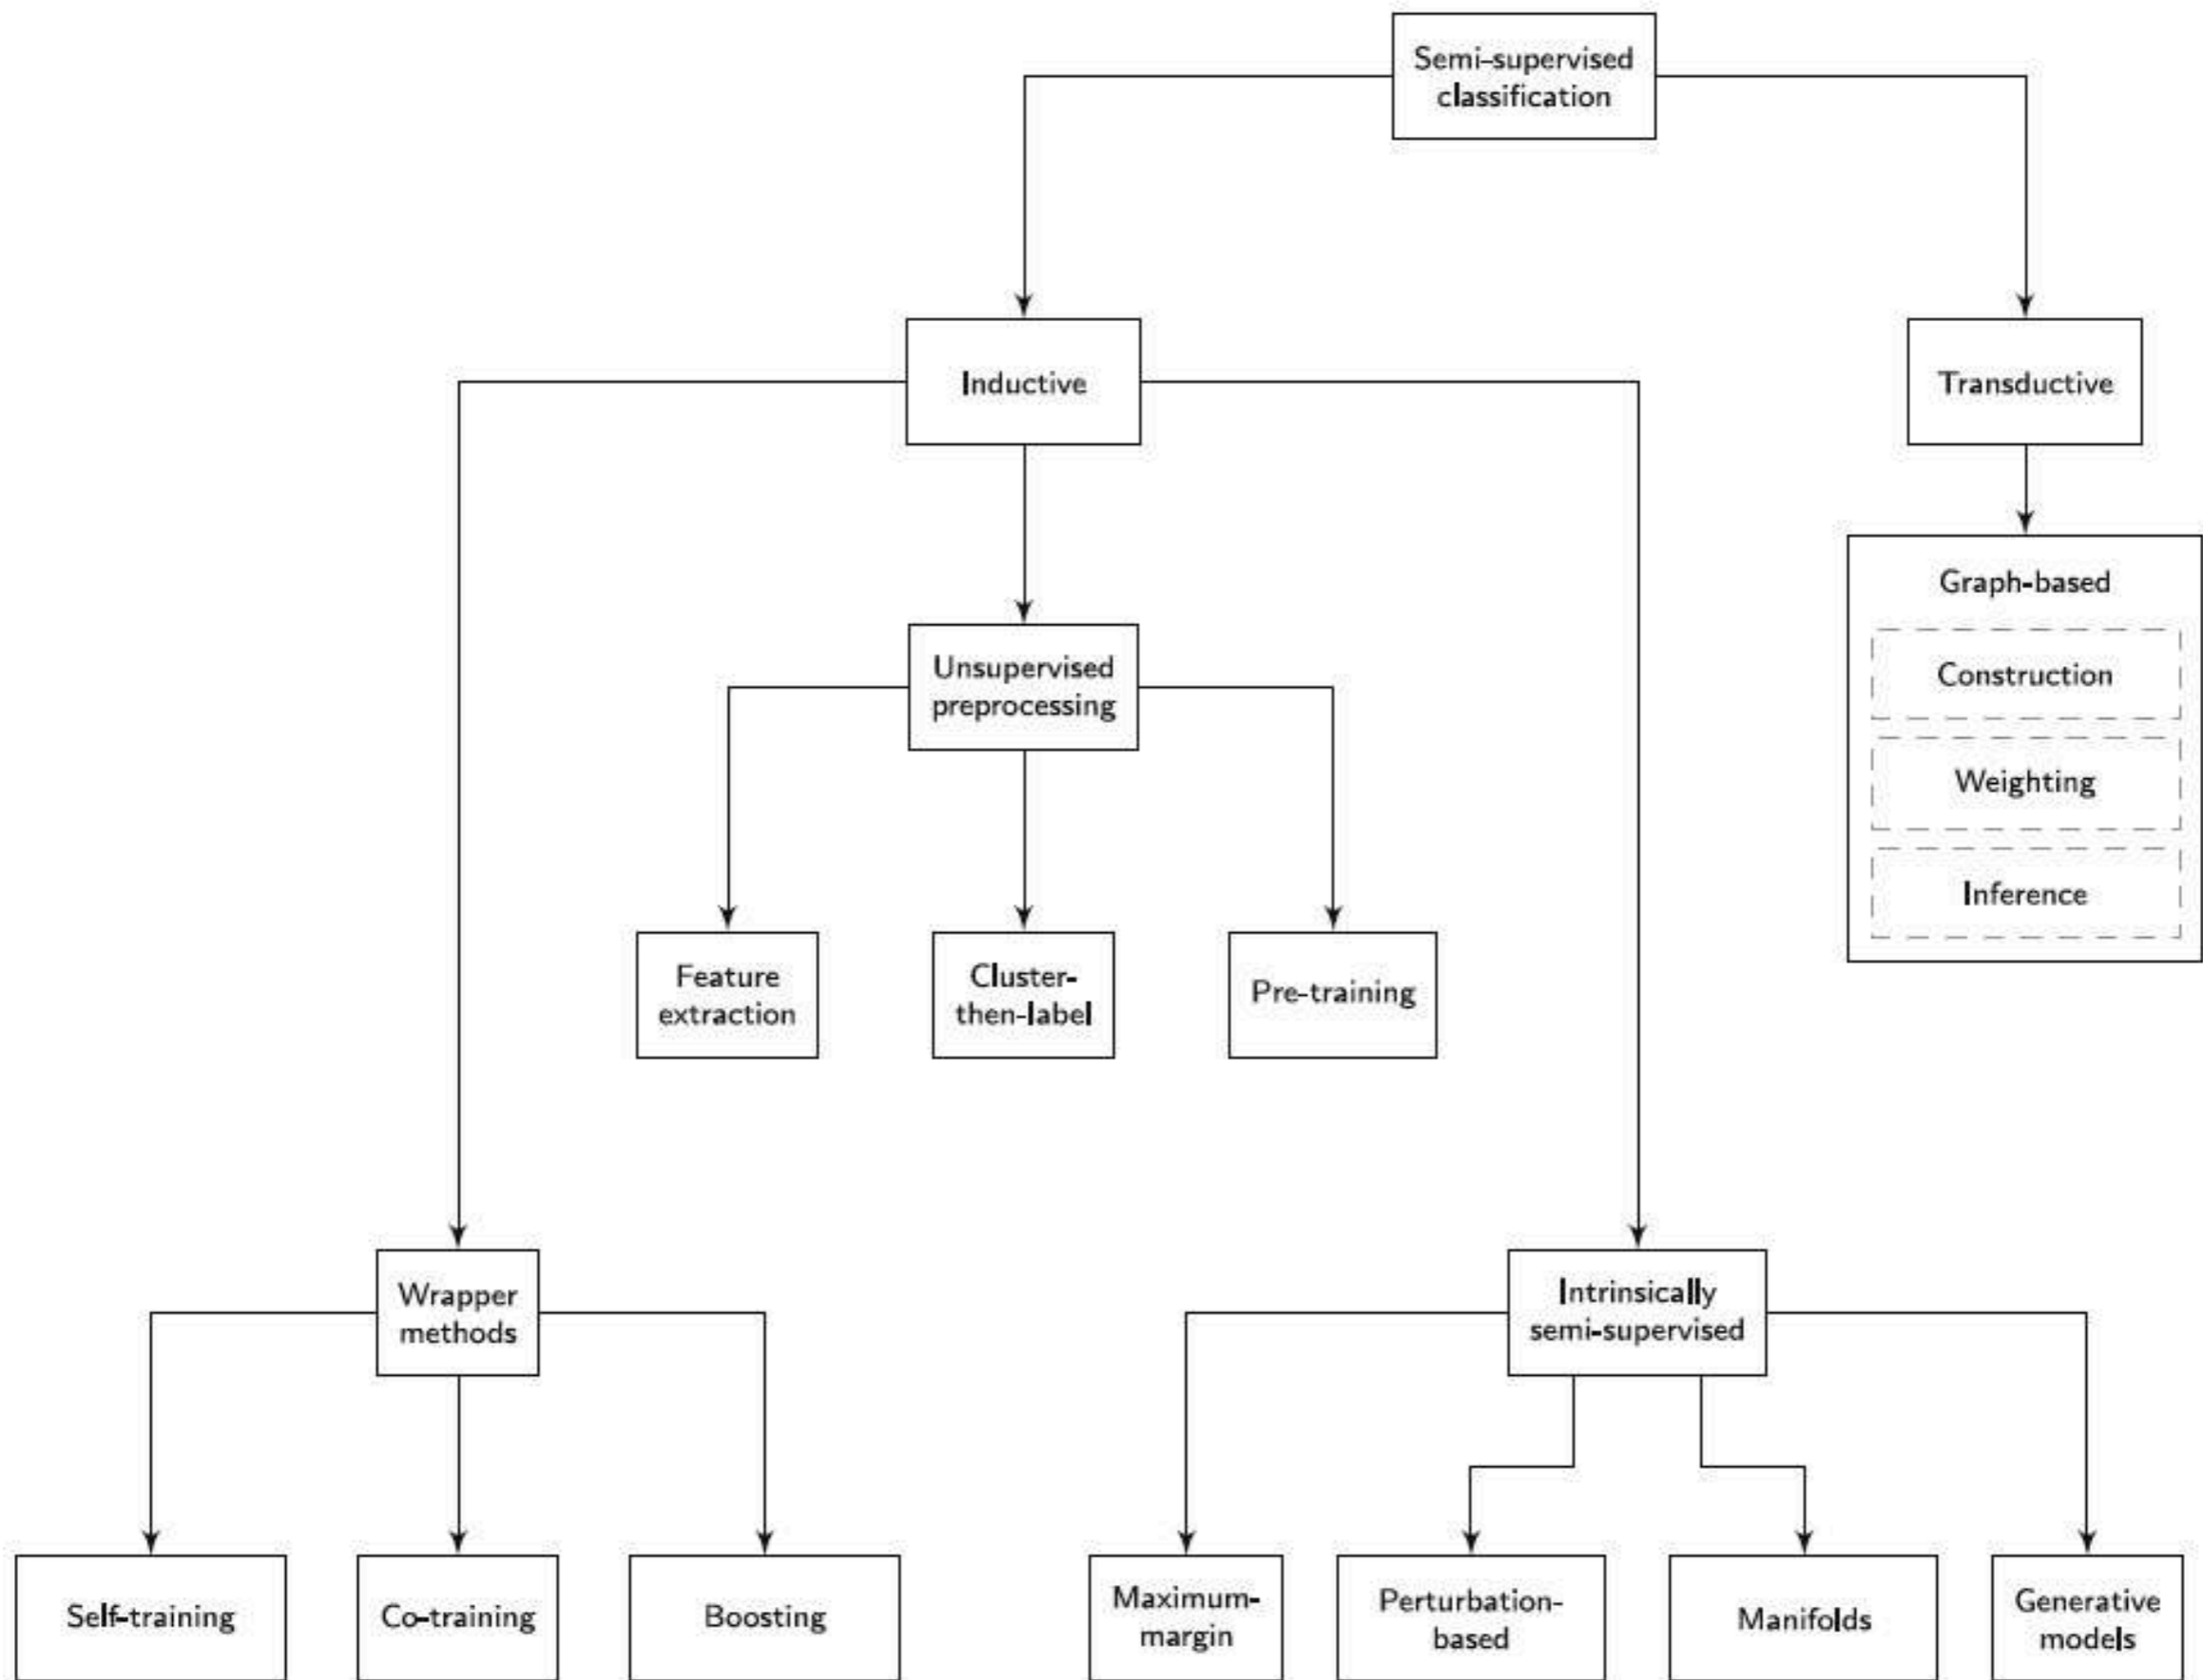 Semi-supervised
classification
Inductive
Transductive
Graph-based
Construction
Weighting
Inference
Unsupervised
preprocessing
Feature
extraction
Cluster-
then-label
Pre-training
Wrapper
methods
Intrinsically
semi-supervised
Self-training
Co-training
Boosting
Maximum-
margin
Perturbation-
based
Manifolds
Generative
models